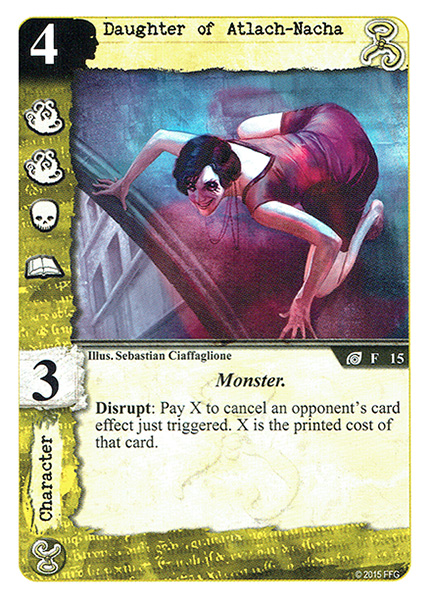 4
Daughter of Atlach-Nacha
Illus. Sebastian Ciaffaglione
F 15
3
Monster.
Disrupt: Pay X to cancel an opponent's card
effect just triggered. X is the printed cost of
that card.
Character
© 2015 FFG